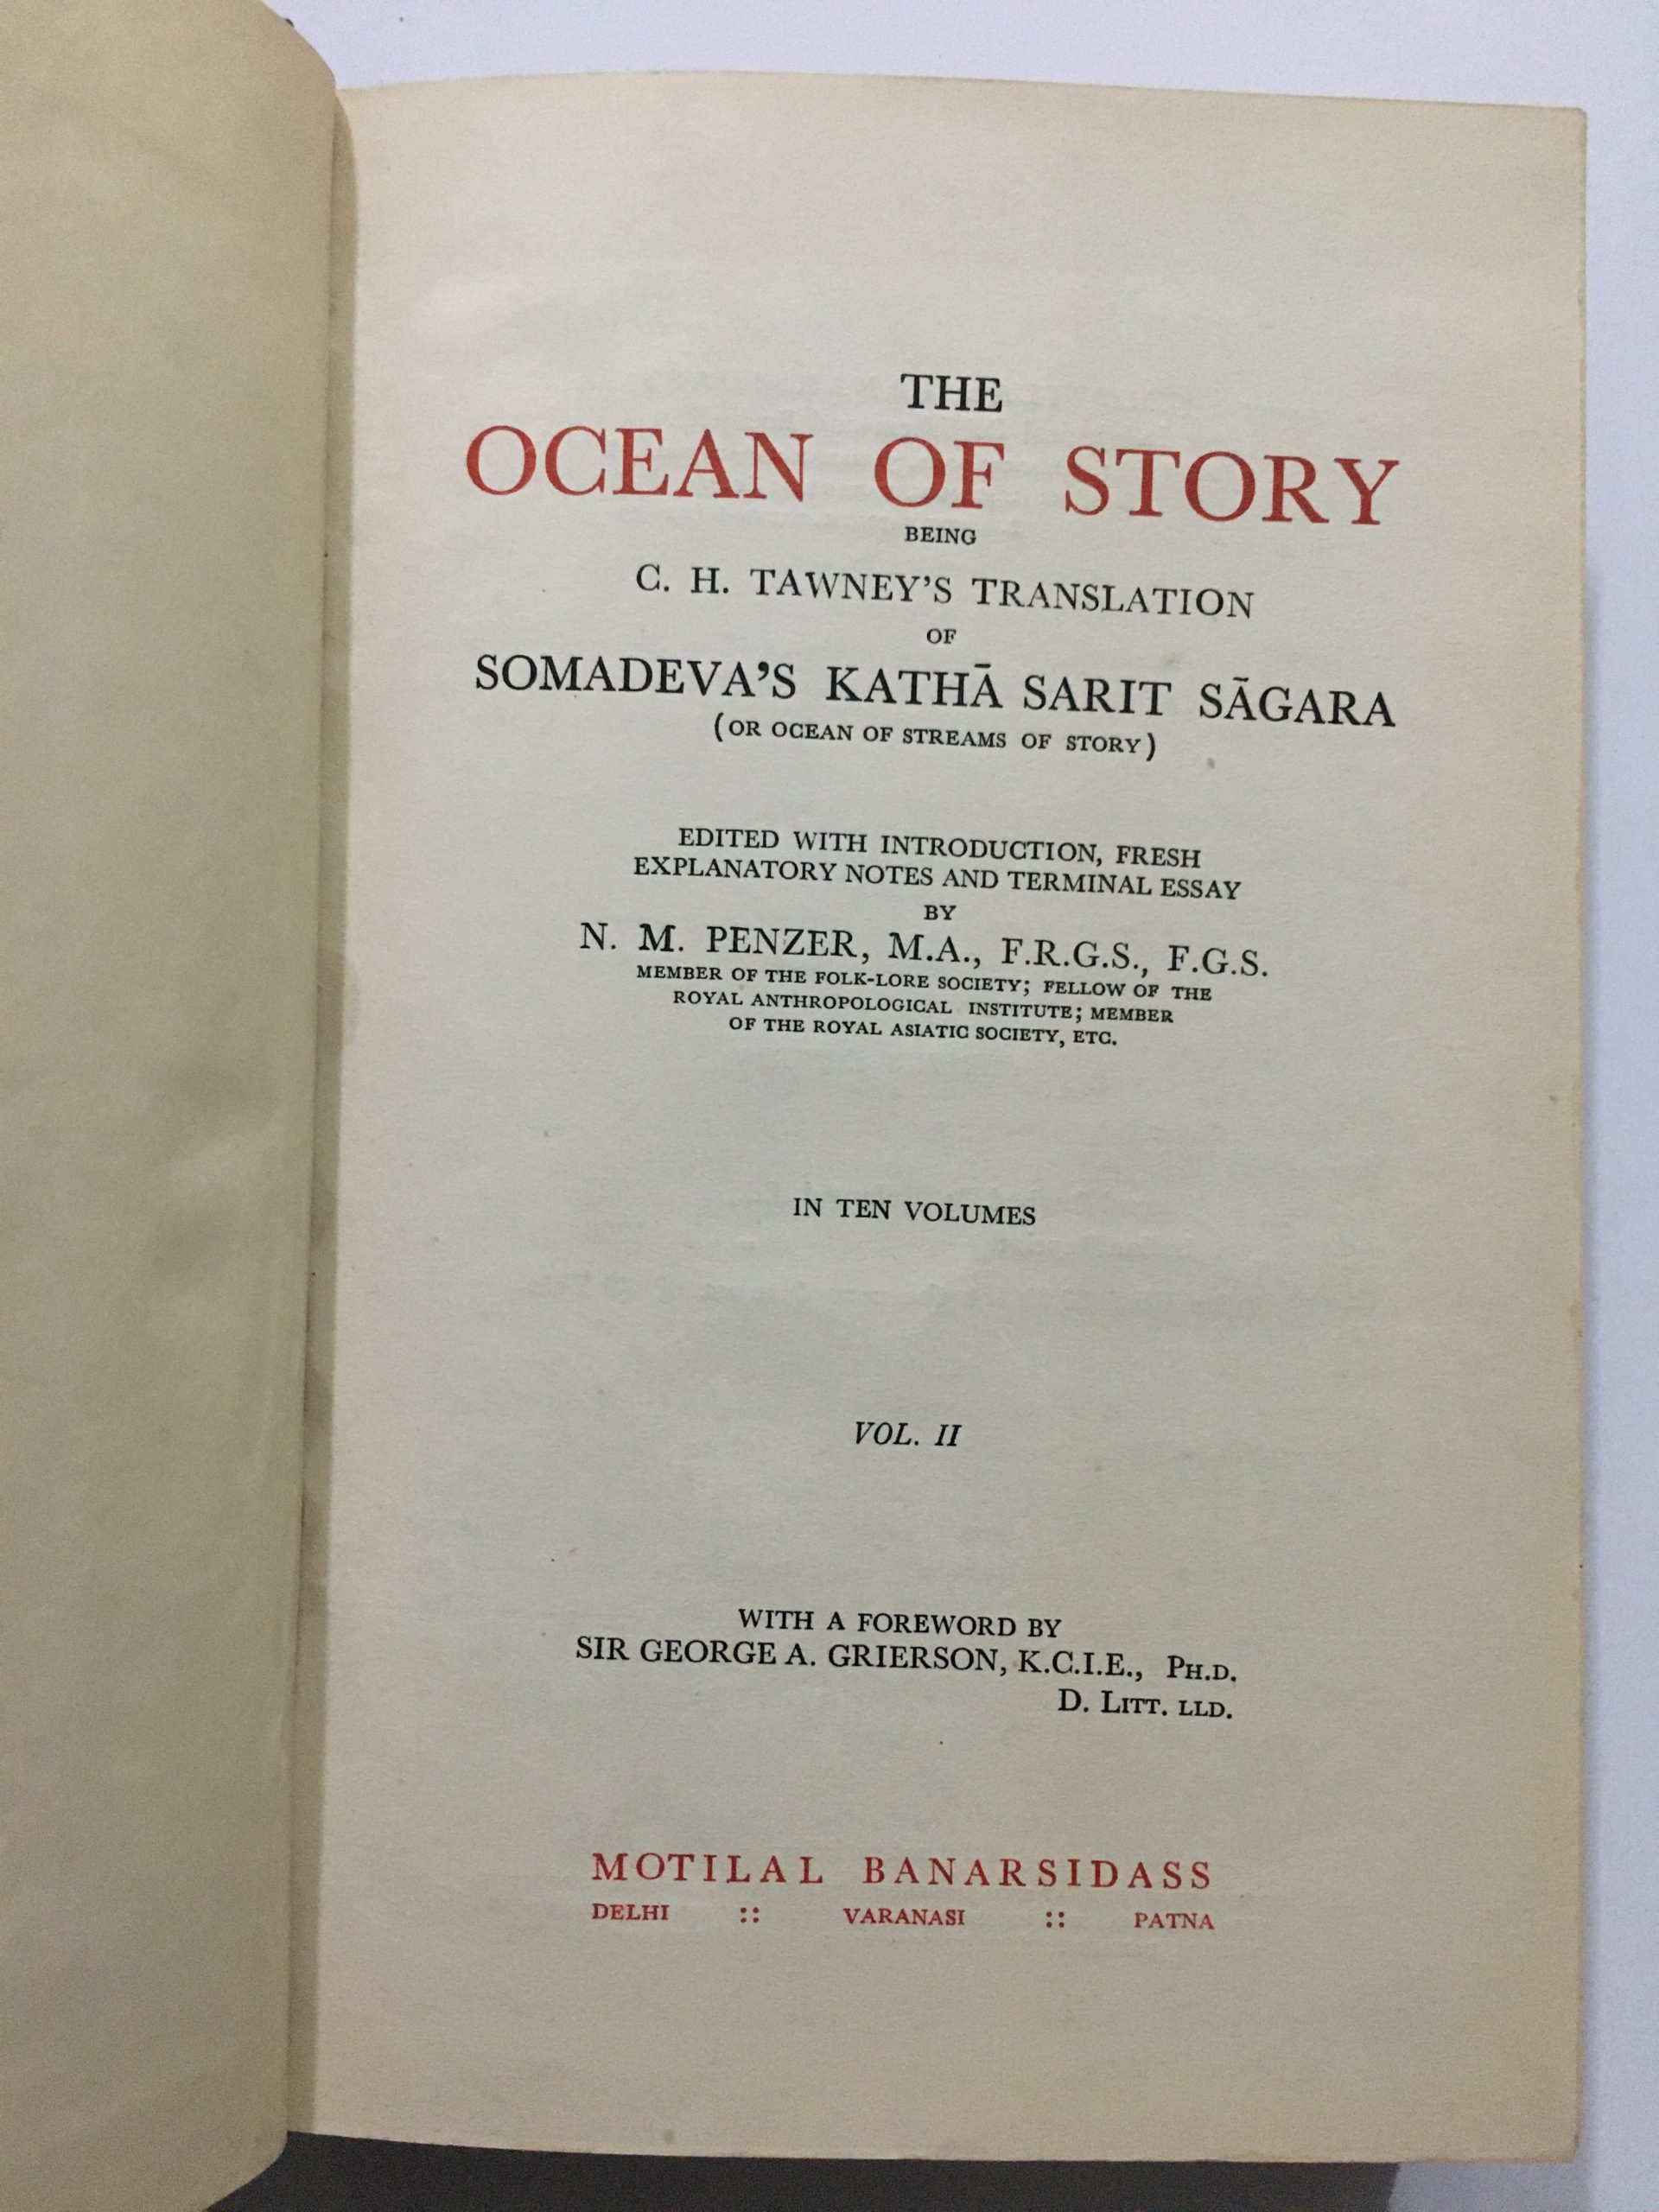 THE
OCEAN OF STORY
BEING
C. H. TAWNEY'S TRANSLATION
OF
SOMADEVA'S KATHĀ SARIT SĀGARA
(OR OCEAN OF STREAMS OF STORY)
EDITED WITH INTRODUCTION, FRESH
EXPLANATORY NOTES AND TERMINAL ESSAY
BY
N. M. PENZER, M.A., F.R.G.S., F.G.S.
MEMBER OF THE FOLK-LORE SOCIETY; FELLOW OF THE
ROYAL ANTHROPOLOGICAL INSTITUTE; MEMBER
OF THE ROYAL ASIATIC SOCIETY, ETC.
IN TEN VOLUMES
VOL. II
WITH A FOREWORD BY
SIR GEORGE A. GRIERSON, K.C.I.E., PH.D.
D. LITT. LLD.
MOTILAL BANARSIDASS
DELHI :: VARANASI :: PATNA